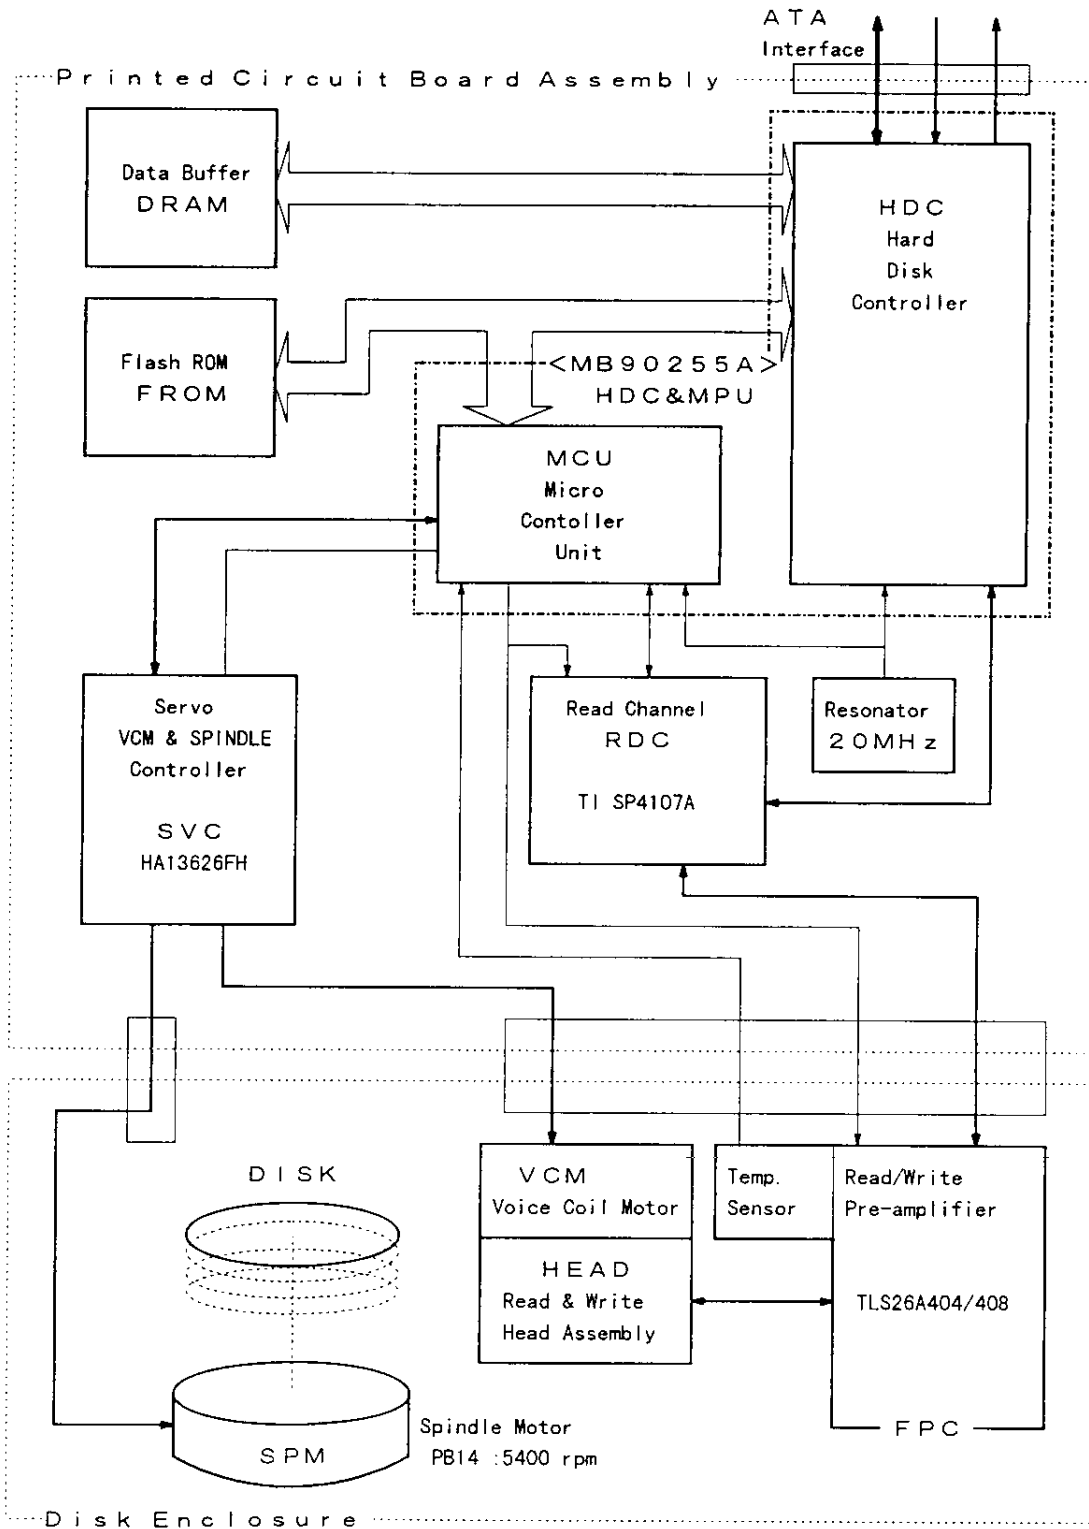 ATA
Interface
Printed Circuit Board Assembly
Data Buffer
DRAM
HDC
Hard
Disk
Controller
Flash ROM
FROM
<MB90255A>
HDC&MPU
MCU
Micro
Contoller
Unit
Servo
VCM & SPINDLE
Controller
SVC
HA13626FH
Read Channel
RDC
TI SP4107A
Resonator
20MHz
DISK
VCM
Voice Coil Motor
HEAD
Read & Write
Head Assembly
Temp.
Sensor
Read/Write
Pre-amplifier
TLS26A404/408
FPC
SPM
Spindle Motor
PB14 :5400 rpm
Disk Enclosure